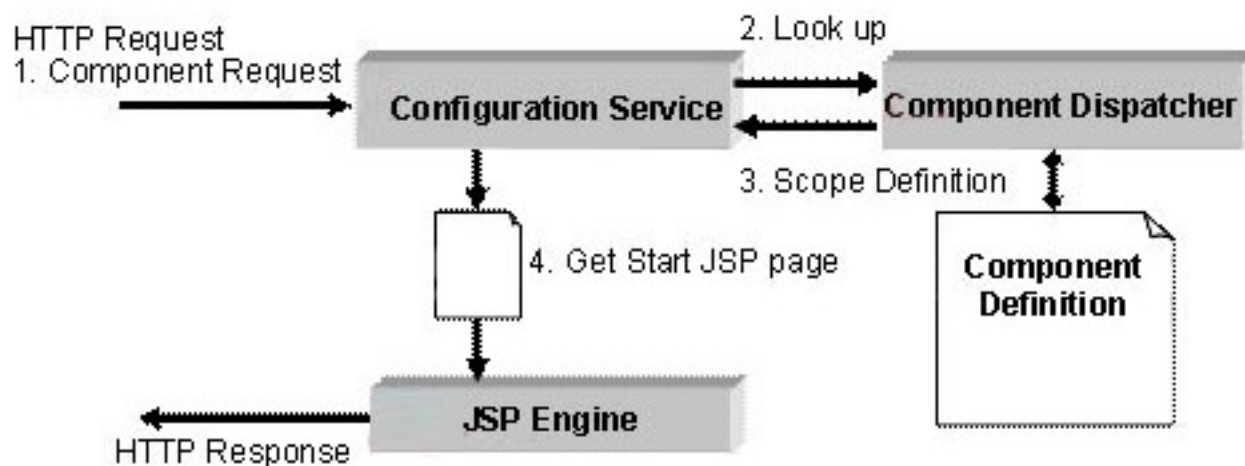 HTTP Request
1. Component Request
2. Look up
Configuration Service
Component Dispatcher
3. Scope Definition
4. Get Start JSP page
Component
Definition
JSP Engine
HTTP Response